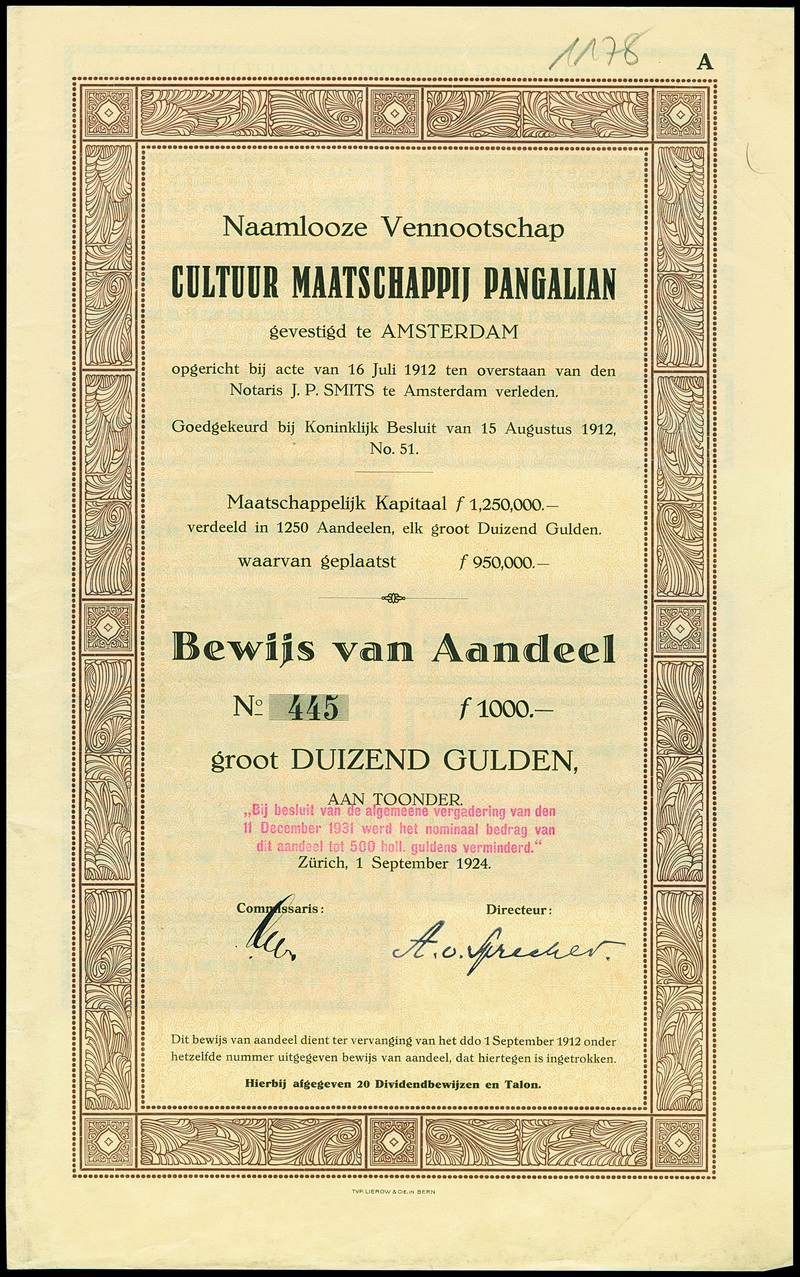 1178
A
Naamlooze Vennootschap
CULTUUR MAATSCHAPPIJ PANGALIAN
gevestigd te AMSTERDAM
opgericht bij acte van 16 Juli 1912 ten overstaan van den
Notaris J. P. SMITS te Amsterdam verleden.
Goedgekeurd bij Koninklijk Besluit van 15 Augustus 1912,
No. 51.
Maatschappelijk Kapitaal f 1,250,000.—
verdeeld in 1250 Aandeelen, elk groot Duizend Gulden.
waarvan geplaatst f 950,000.—
Bewijs van Aandeel
No 445 f 1000.—
groot DUIZEND GULDEN,
AAN TOONDER.
„Bij besluit van de algemeene vergadering van den
11 December 1931 werd het nominaal bedrag van
dit aandeel tot 500 holl. guldens verminderd.“
Zürich, 1 September 1924.
Commissaris: Directeur:
A. v. Sprecher.
Dit bewijs van aandeel dient ter vervanging van het ddo 1 September 1912 onder
hetzelfde nummer uitgegeven bewijs van aandeel, dat hiertegen is ingetrokken.
Hierbij afgegeven 20 Dividendbewijzen en Talon.
TYP. LIEROW & CIE. IN BERN